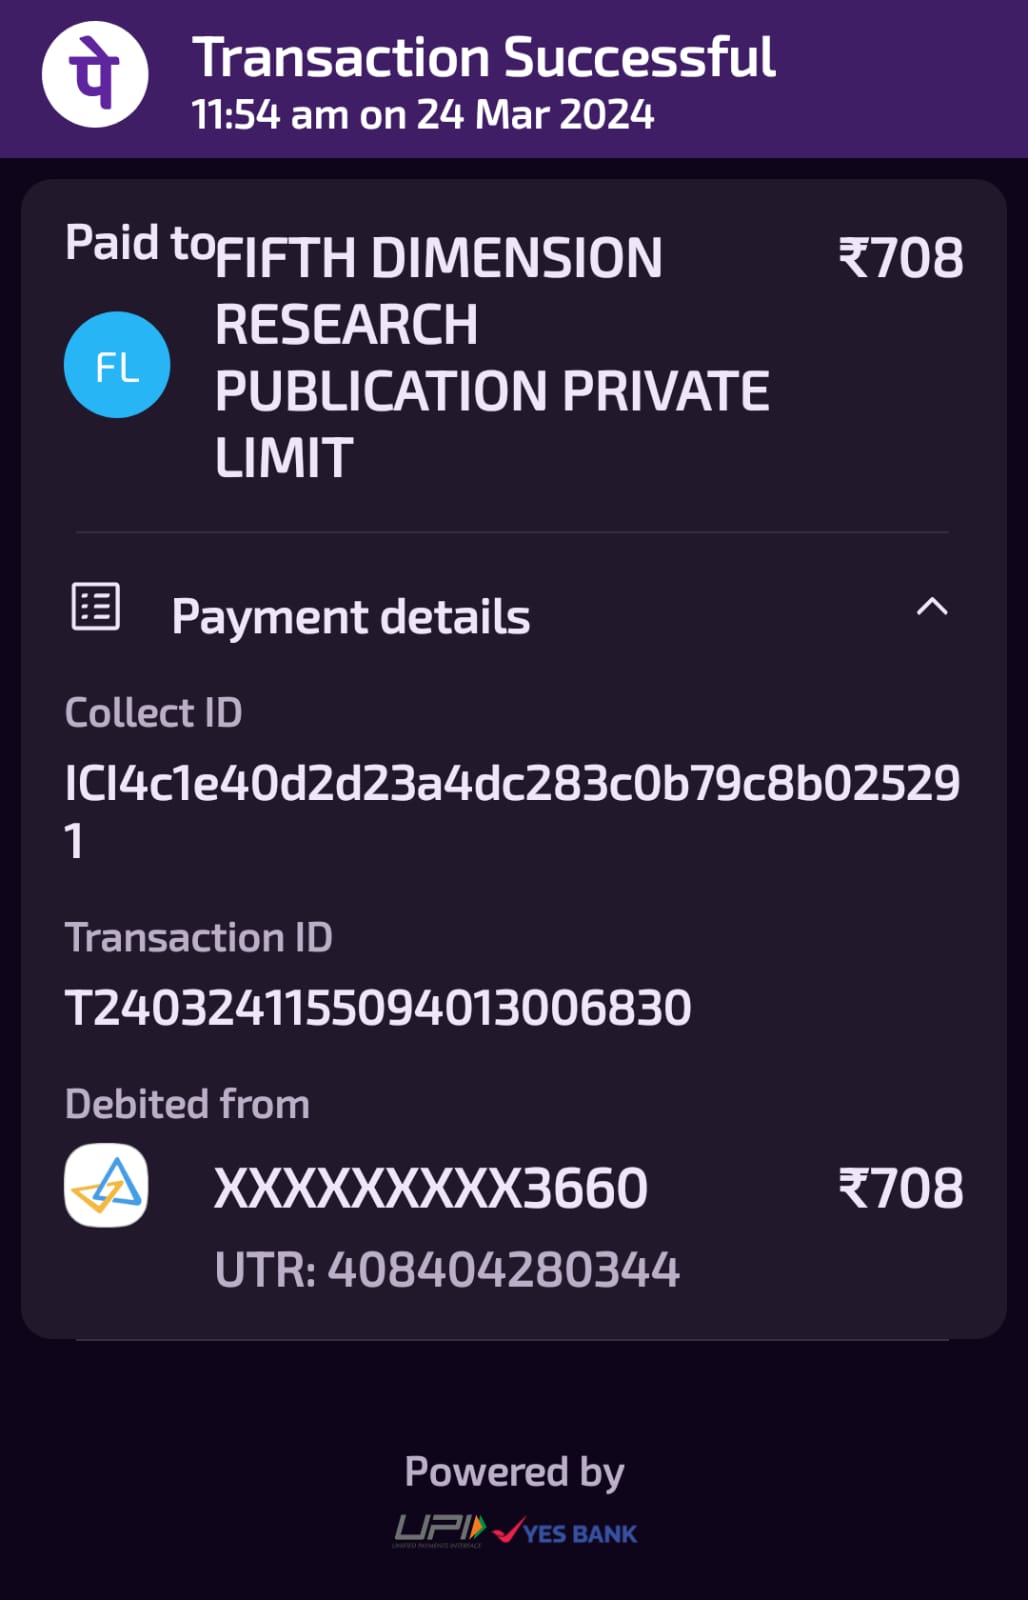 पे
Transaction Successful
11:54 am on 24 Mar 2024
Paid to
FIFTH DIMENSION
₹708
RESEARCH
PUBLICATION PRIVATE
LIMIT
FL
Payment details
Collect ID
ICI4c1e40d2d23a4dc283c0b79c8b02529
1
Transaction ID
T2403241155094013006830
Debited from
XXXXXXXXX3660
₹708
UTR: 408404280344
Powered by
UPI
UNIFIED PAYMENTS INTERFACE
YES BANK